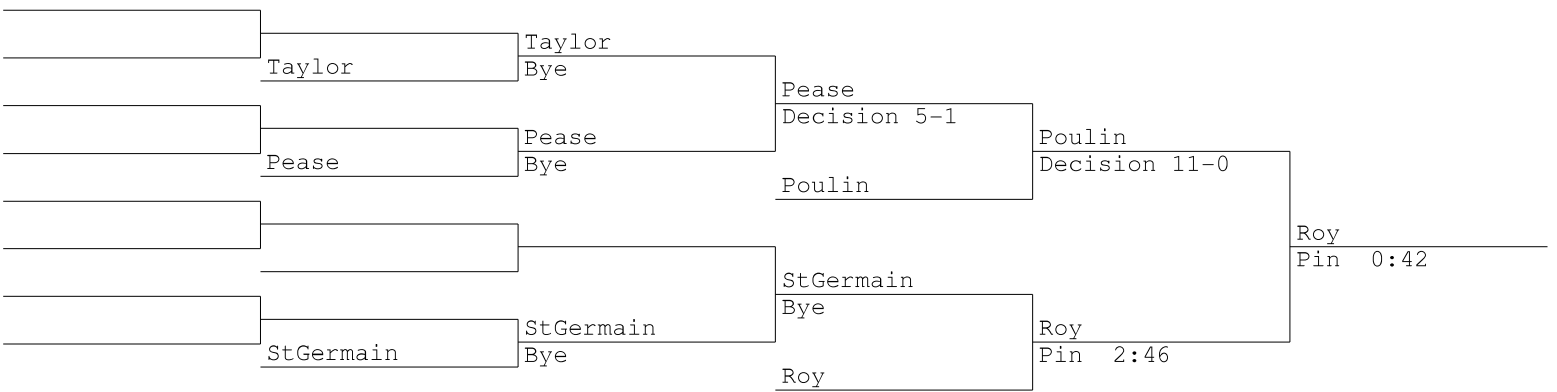 Taylor
Taylor
Bye
Pease
Decision 5-1
Pease
Pease
Bye
Poulin
Decision 11-0
Poulin
Roy
Pin 0:42
StGermain
Bye
StGermain
StGermain
Bye
Roy
Pin 2:46
Roy